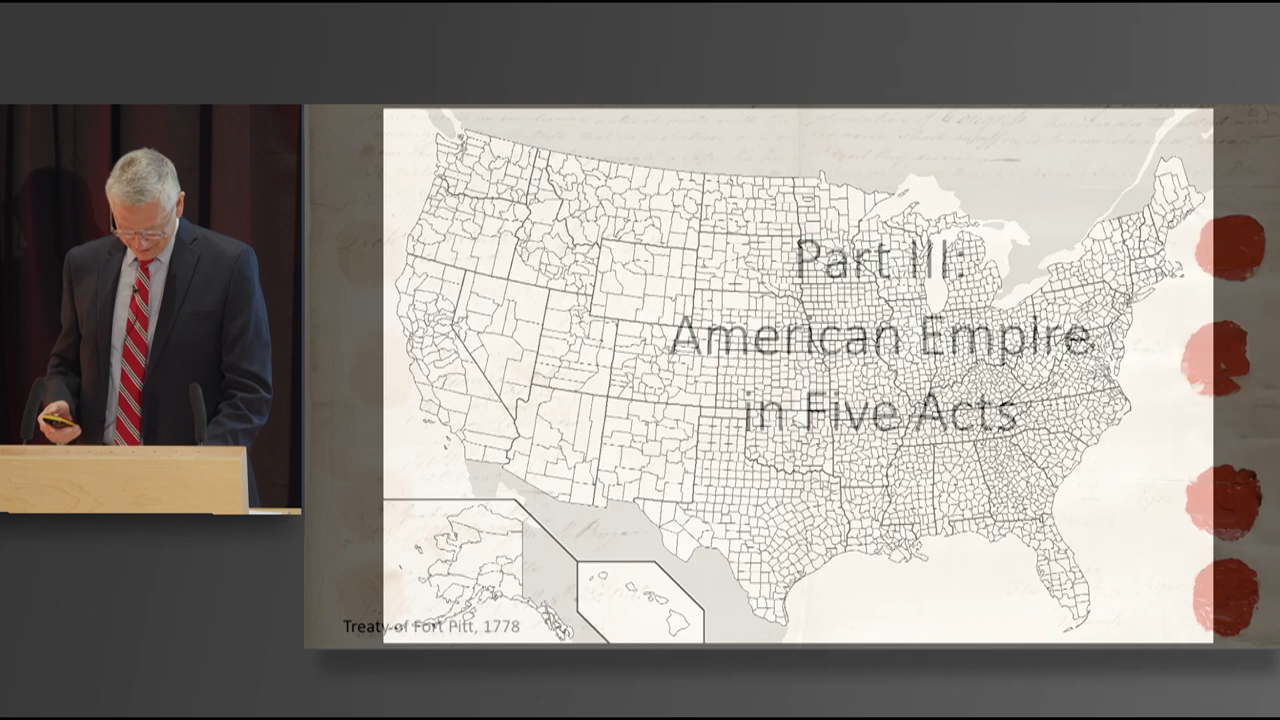 Part III:
American Empire
in Five Acts
Treaty of Fort Pitt, 1778